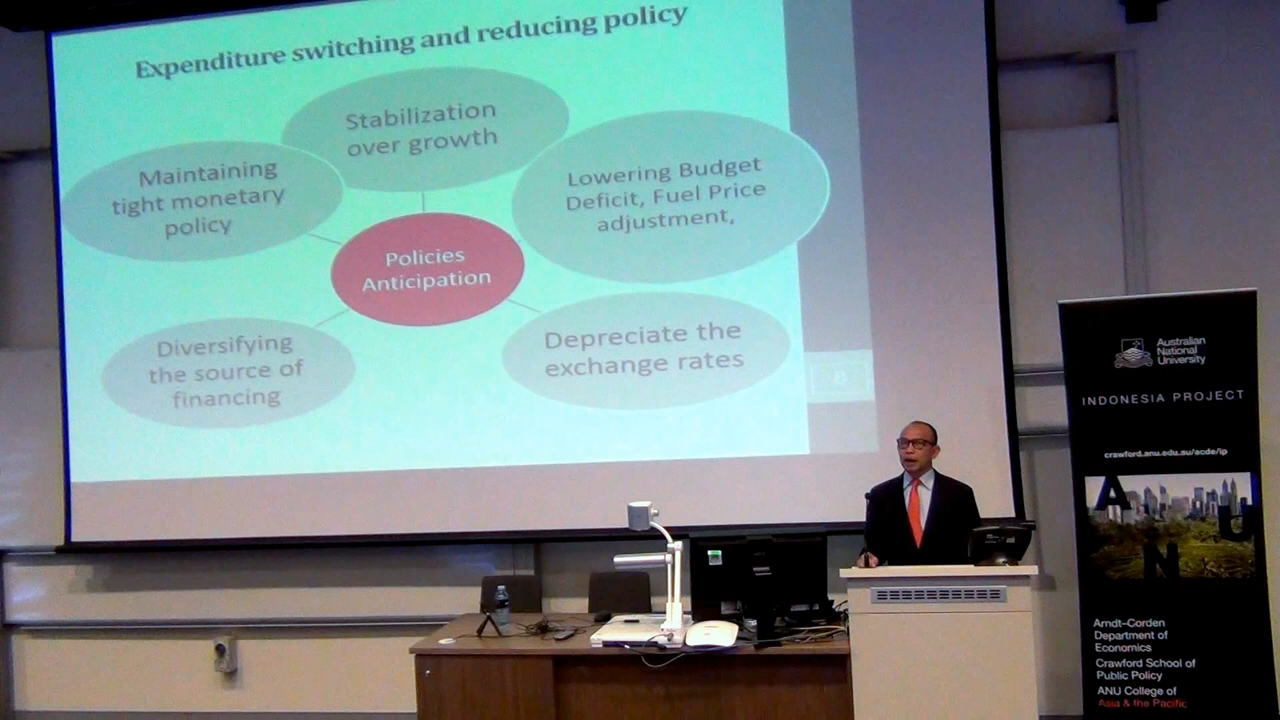 Expenditure switching and reducing policy
Stabilization
over growth
Maintaining
tight monetary
policy
Lowering Budget
Deficit, Fuel Price
adjustment,
Policies
Anticipation
Diversifying
the source of
financing
Depreciate the
exchange rates
8
Australian
National
University
INDONESIA PROJECT
crawford.anu.edu.au/acde/ip
A
N
U
Arndt-Corden
Department of
Economics
Crawford School of
Public Policy
ANU College of
Asia & the Pacific